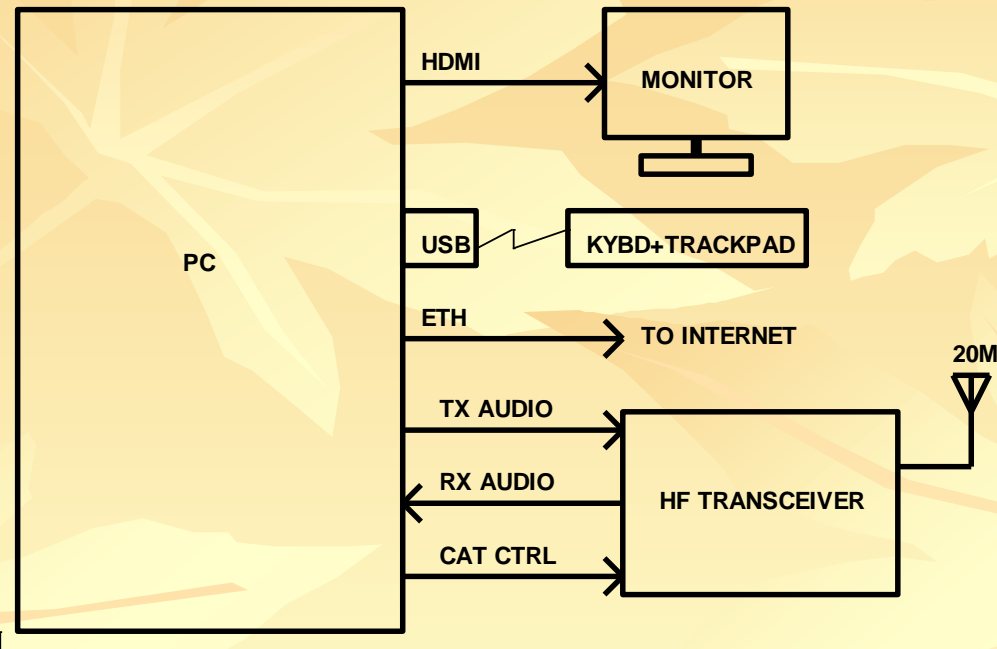 HDMI
MONITOR
PC
USB
KYBD+TRACKPAD
ETH
TO INTERNET
20M
TX AUDIO
RX AUDIO
HF TRANSCEIVER
CAT CTRL